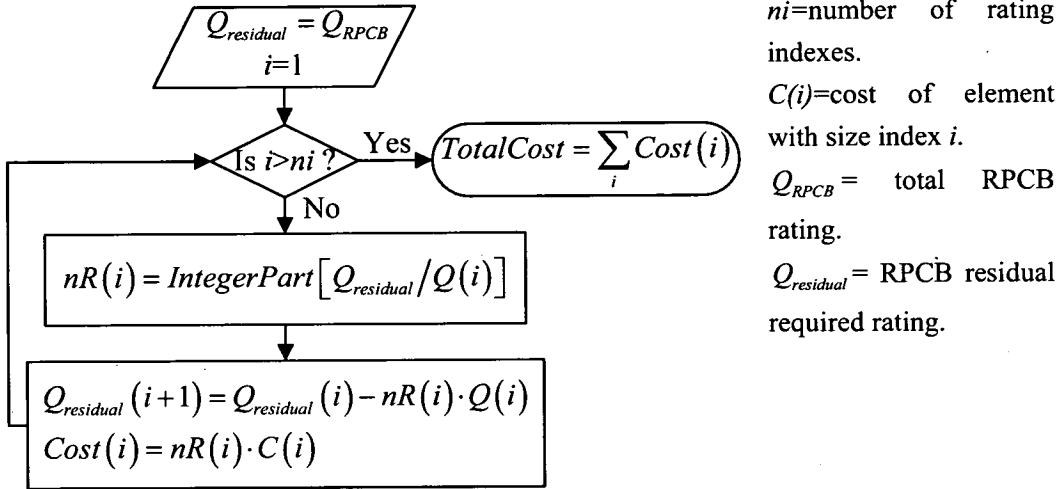 Q_residual = Q_RPCB
i=1
Is i>ni ?
Yes
TotalCost = ∑_i Cost(i)
No
nR(i) = IntegerPart[Q_residual/Q(i)]
Q_residual(i+1) = Q_residual(i) − nR(i)·Q(i)
Cost(i) = nR(i)·C(i)
ni=number of rating
indexes.
C(i)=cost of element
with size index i.
Q_RPCB = total RPCB
rating.
Q_residual = RPCB residual
required rating.